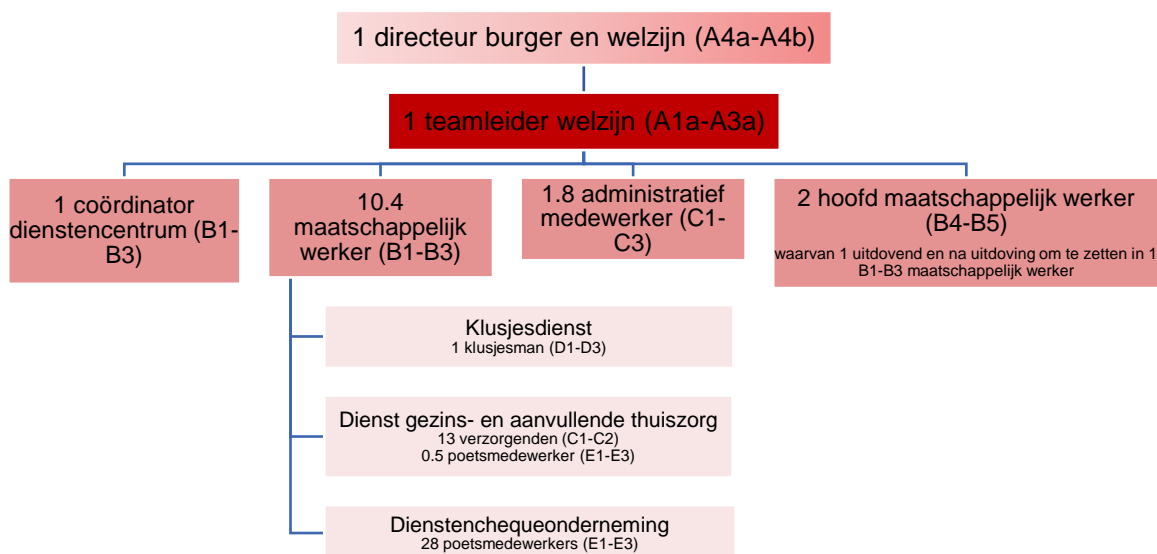 1 directeur burger en welzijn (A4a-A4b)
1 teamleider welzijn (A1a-A3a)
1 coördinator
dienstencentrum (B1-
B3)
10.4
maatschappelijk
werker (B1-B3)
1.8 administratief
medewerker (C1-
C3)
2 hoofd maatschappelijk werker
(B4-B5)
waarvan 1 uitdovend en na uitdoving om te zetten in 1
B1-B3 maatschappelijk werker
Klusjesdienst
1 klusjesman (D1-D3)
Dienst gezins- en aanvullende thuiszorg
13 verzorgenden (C1-C2)
0.5 poetsmedewerker (E1-E3)
Dienstenchequeonderneming
28 poetsmedewerkers (E1-E3)